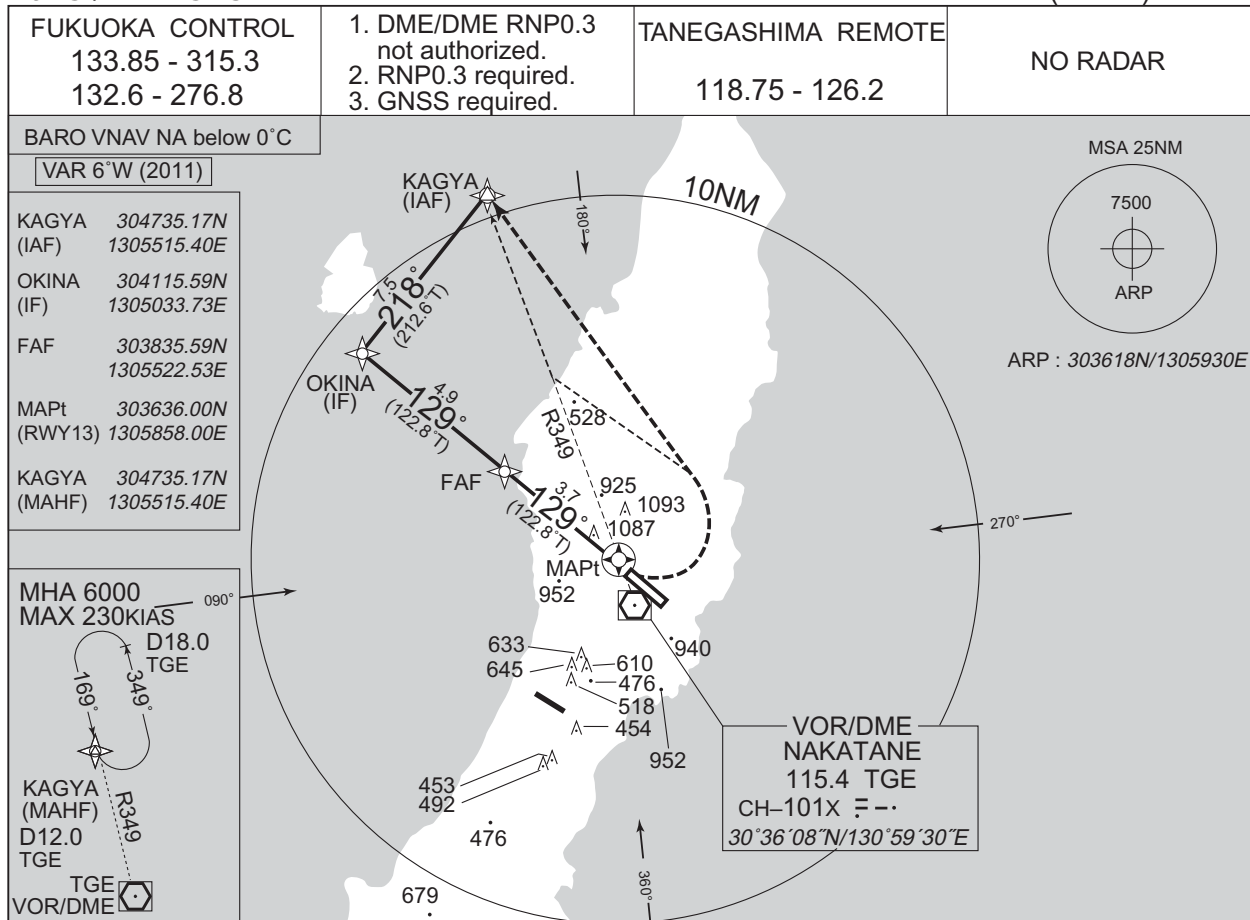 FUKUOKA CONTROL
133.85 - 315.3
132.6 - 276.8
1. DME/DME RNP0.3
not authorized.
2. RNP0.3 required.
3. GNSS required.
TANEGASHIMA REMOTE
118.75 - 126.2
NO RADAR
BARO VNAV NA below 0˚C
VAR 6˚W (2011)
KAGYA 304735.17N
(IAF) 1305515.40E
OKINA 304115.59N
(IF) 1305033.73E
FAF 303835.59N
1305522.53E
MAPt 303636.00N
(RWY13) 1305858.00E
KAGYA 304735.17N
(MAHF) 1305515.40E
KAGYA
(IAF)
180˚
10NM
MSA 25NM
7500
ARP
ARP : 303618N/1305930E
7.5
218˚
(212.6˚T)
OKINA
(IF)
4.9
129˚
(122.8˚T)
R349
528
FAF
3.7
129˚
(122.8˚T)
925
1093
1087
MAPt
952
270˚
090˚
MHA 6000
MAX 230KIAS
D18.0
TGE
169˚
349˚
KAGYA
(MAHF)
D12.0
TGE
R349
TGE
VOR/DME
940
633
645
610
476
518
454
952
453
492
476
679
360˚
VOR/DME
NAKATANE
115.4 TGE
CH–101X
30˚36´08˝N/130˚59´30˝E